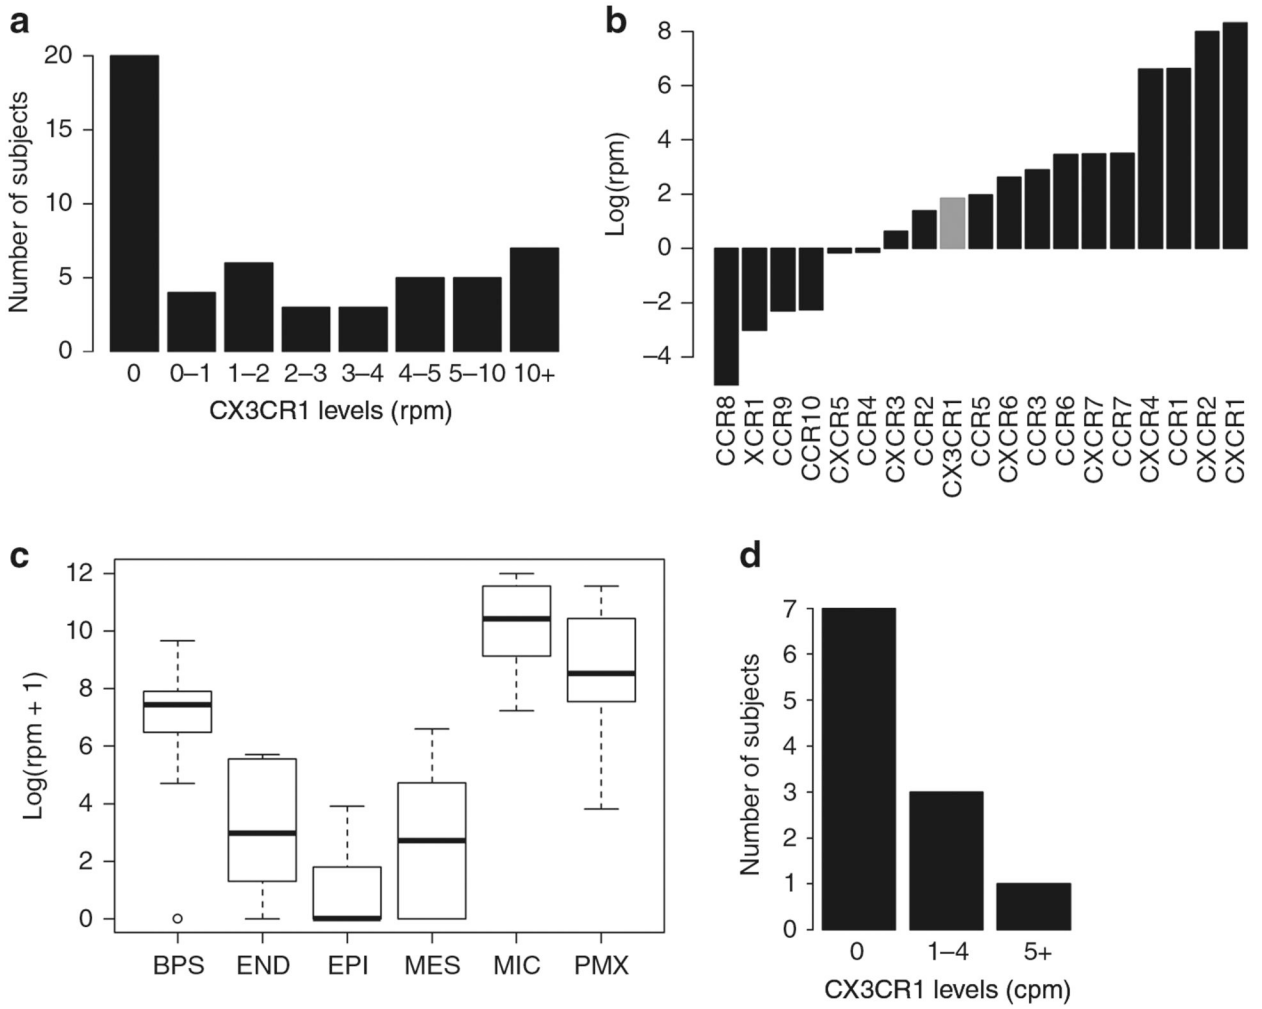 a
20
15
10
5
0
Number of subjects
0 0–1 1–2 2–3 3–4 4–5 5–10 10+
CX3CR1 levels (rpm)
b
8
6
4
2
0
–2
–4
Log(rpm)
CCR8
XCR1
CCR9
CCR10
CXCR5
CCR4
CXCR3
CCR2
CX3CR1
CCR5
CXCR6
CCR3
CCR6
CXCR7
CCR7
CXCR4
CCR1
CXCR2
CXCR1
c
12
10
8
6
4
2
0
Log(rpm + 1)
BPS END EPI MES MIC PMX
d
7
6
5
4
3
2
1
0
Number of subjects
0 1–4 5+
CX3CR1 levels (cpm)